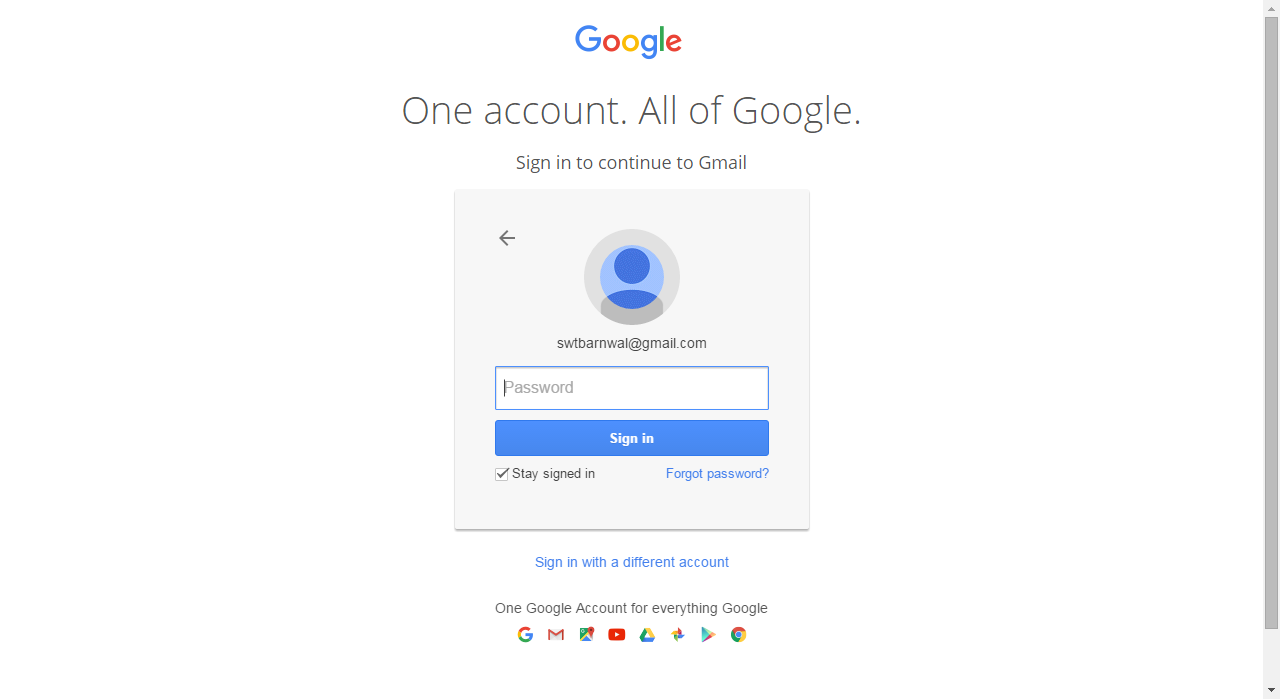 Google
One account. All of Google.
Sign in to continue to Gmail
swtbarnwal@gmail.com
Password
Sign in
Stay signed in
Forgot password?
Sign in with a different account
One Google Account for everything Google